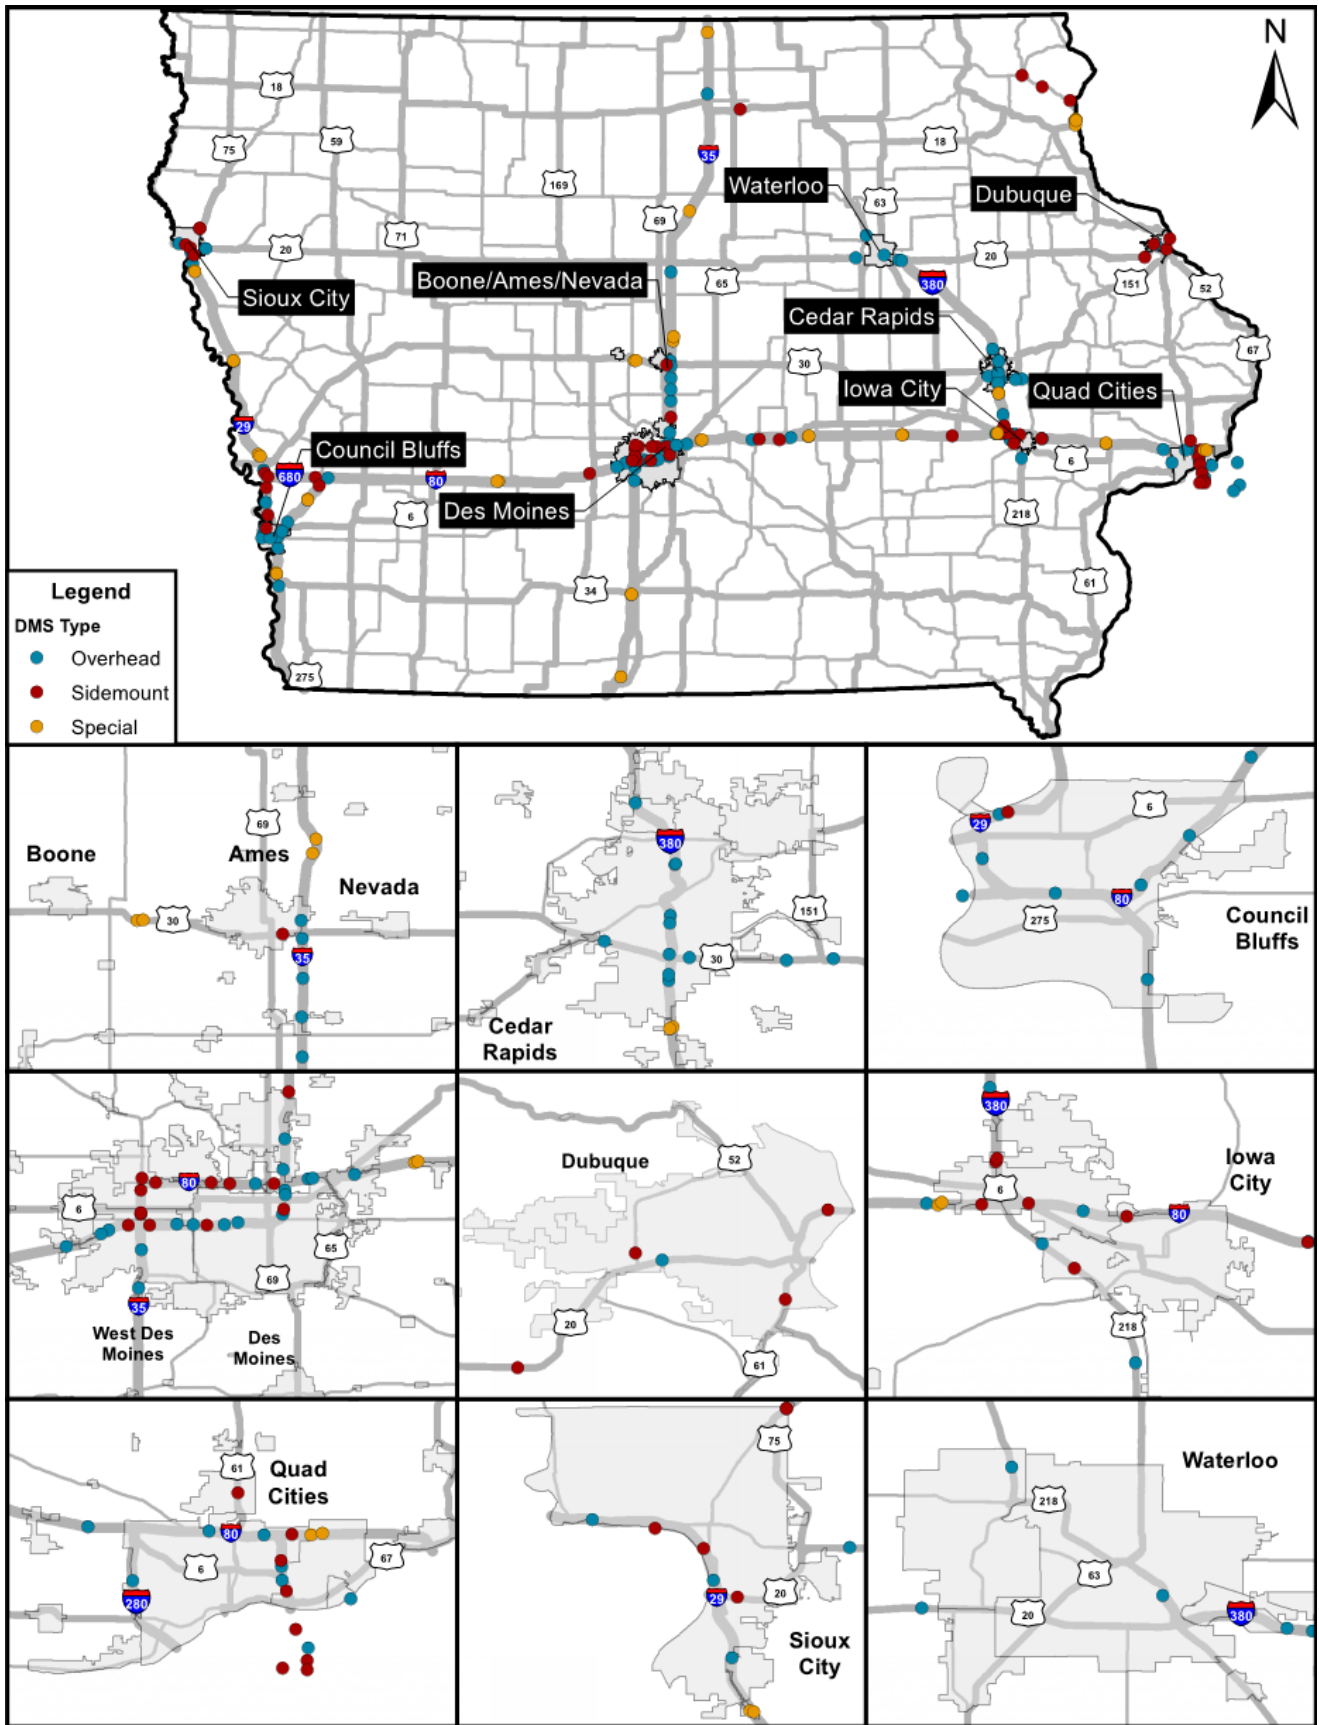 N
18
75
59
169
35
18
Waterloo
63
Dubuque
69
71
20
20
Boone/Ames/Nevada
65
380
151
52
Sioux City
Cedar Rapids
30
67
Iowa City
Quad Cities
29
Council Bluffs
680
80
6
6
Des Moines
218
34
61
275
Legend
DMS Type
Overhead
Sidemount
Special
69
Boone
Ames
Nevada
30
35
380
151
30
Cedar
Rapids
6
29
80
275
Council
Bluffs
80
6
65
69
35
West Des
Moines
Des
Moines
Dubuque
52
20
61
380
Iowa
City
6
80
218
61
Quad
Cities
80
6
67
280
75
20
29
Sioux
City
Waterloo
218
63
20
380